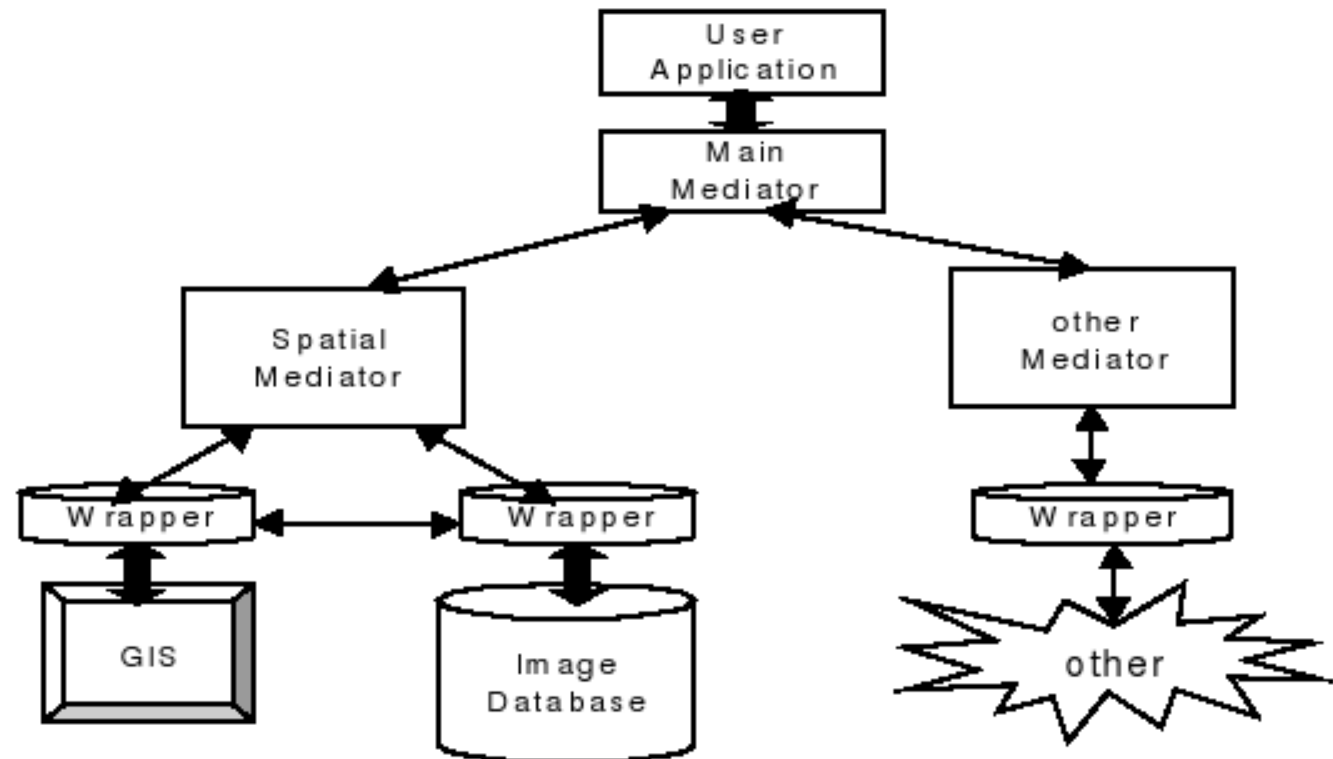 User
Application
Main
Mediator
Spatial
Mediator
other
Mediator
Wrapper
Wrapper
Wrapper
GIS
Image
Database
other